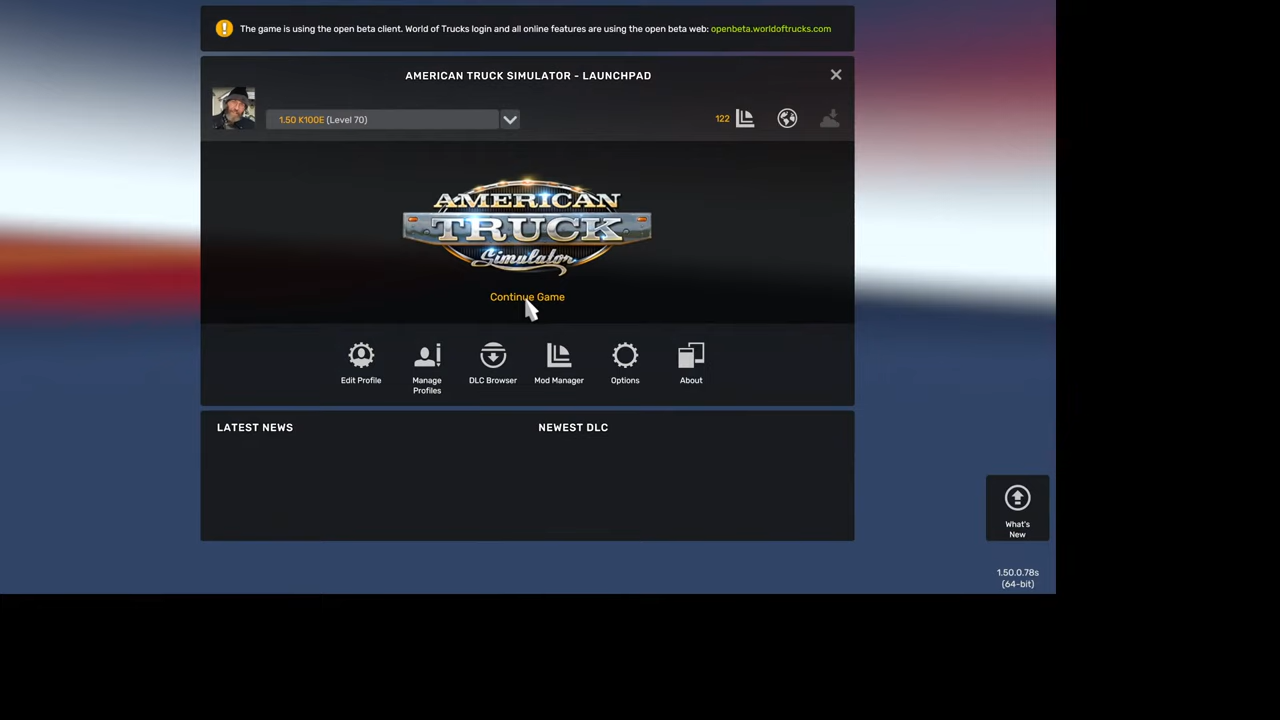 The game is using the open beta client. World of Trucks login and all online features are using the open beta web: openbeta.worldoftrucks.com
AMERICAN TRUCK SIMULATOR - LAUNCHPAD
1.50 K100E (Level 70)
122
AMERICAN
TRUCK
Simulator
Continue Game
Edit Profile
Manage
Profiles
DLC Browser
Mod Manager
Options
About
LATEST NEWS
NEWEST DLC
What's
New
1.50.0.78s
(64-bit)